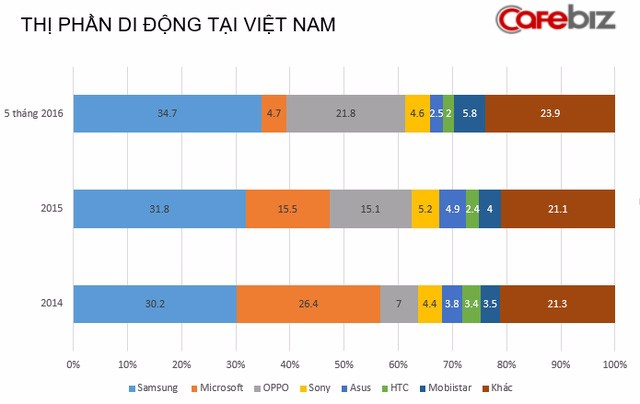 THỊ PHẦN DI ĐỘNG TẠI VIỆT NAM
Cafebiz
5 tháng 2016
34.7 4.7 21.8 4.6 2.5 2 5.8 23.9
2015
31.8 15.5 15.1 5.2 4.9 2.4 4 21.1
2014
30.2 26.4 7 4.4 3.8 3.4 3.5 21.3
0% 10% 20% 30% 40% 50% 60% 70% 80% 90% 100%
Samsung Microsoft OPPO Sony Asus HTC Mobiistar Khác